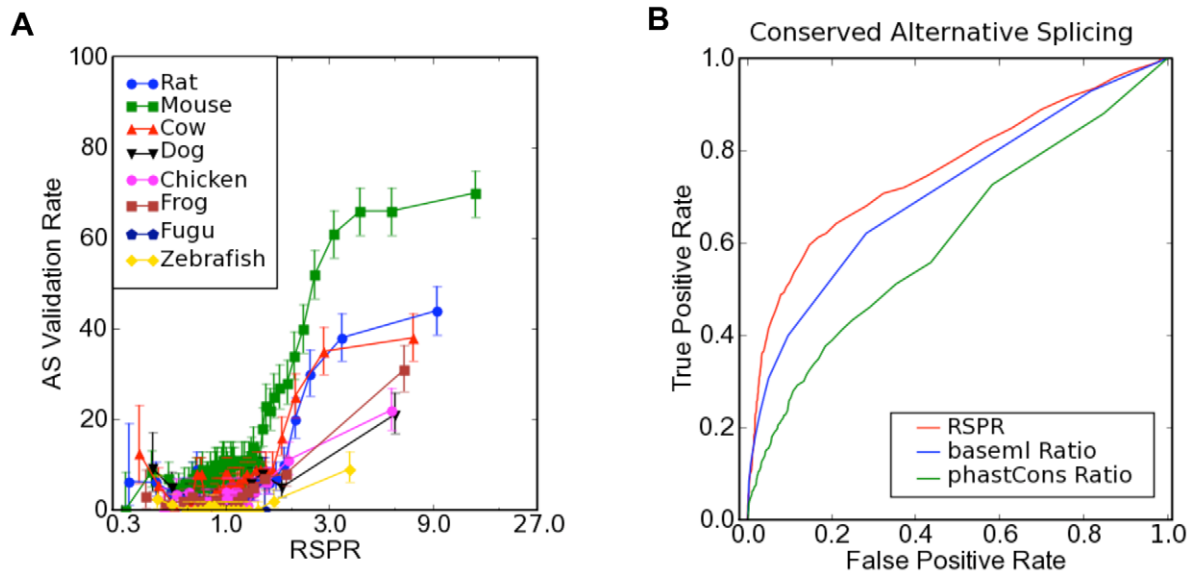 A
100
80
60
40
20
0
AS Validation Rate
Rat
Mouse
Cow
Dog
Chicken
Frog
Fugu
Zebrafish
0.3 1.0 3.0 9.0 27.0
RSPR
B
Conserved Alternative Splicing
1.0
0.8
0.6
0.4
0.2
0.0
True Positive Rate
RSPR
baseml Ratio
phastCons Ratio
0.0 0.2 0.4 0.6 0.8 1.0
False Positive Rate